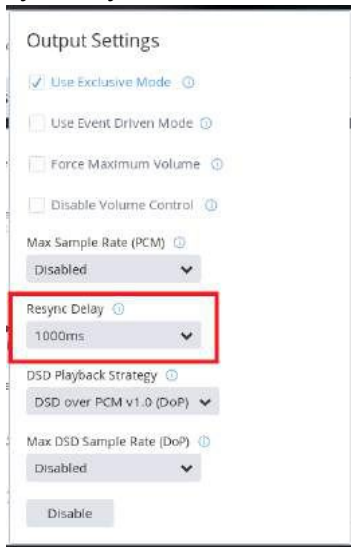 Output Settings
Use Exclusive Mode
Use Event Driven Mode
Force Maximum Volume
Disable Volume Control
Max Sample Rate (PCM)
Disabled
Resync Delay
1000ms
DSD Playback Strategy
DSD over PCM v1.0 (DoP)
Max DSD Sample Rate (DoP)
Disabled
Disable